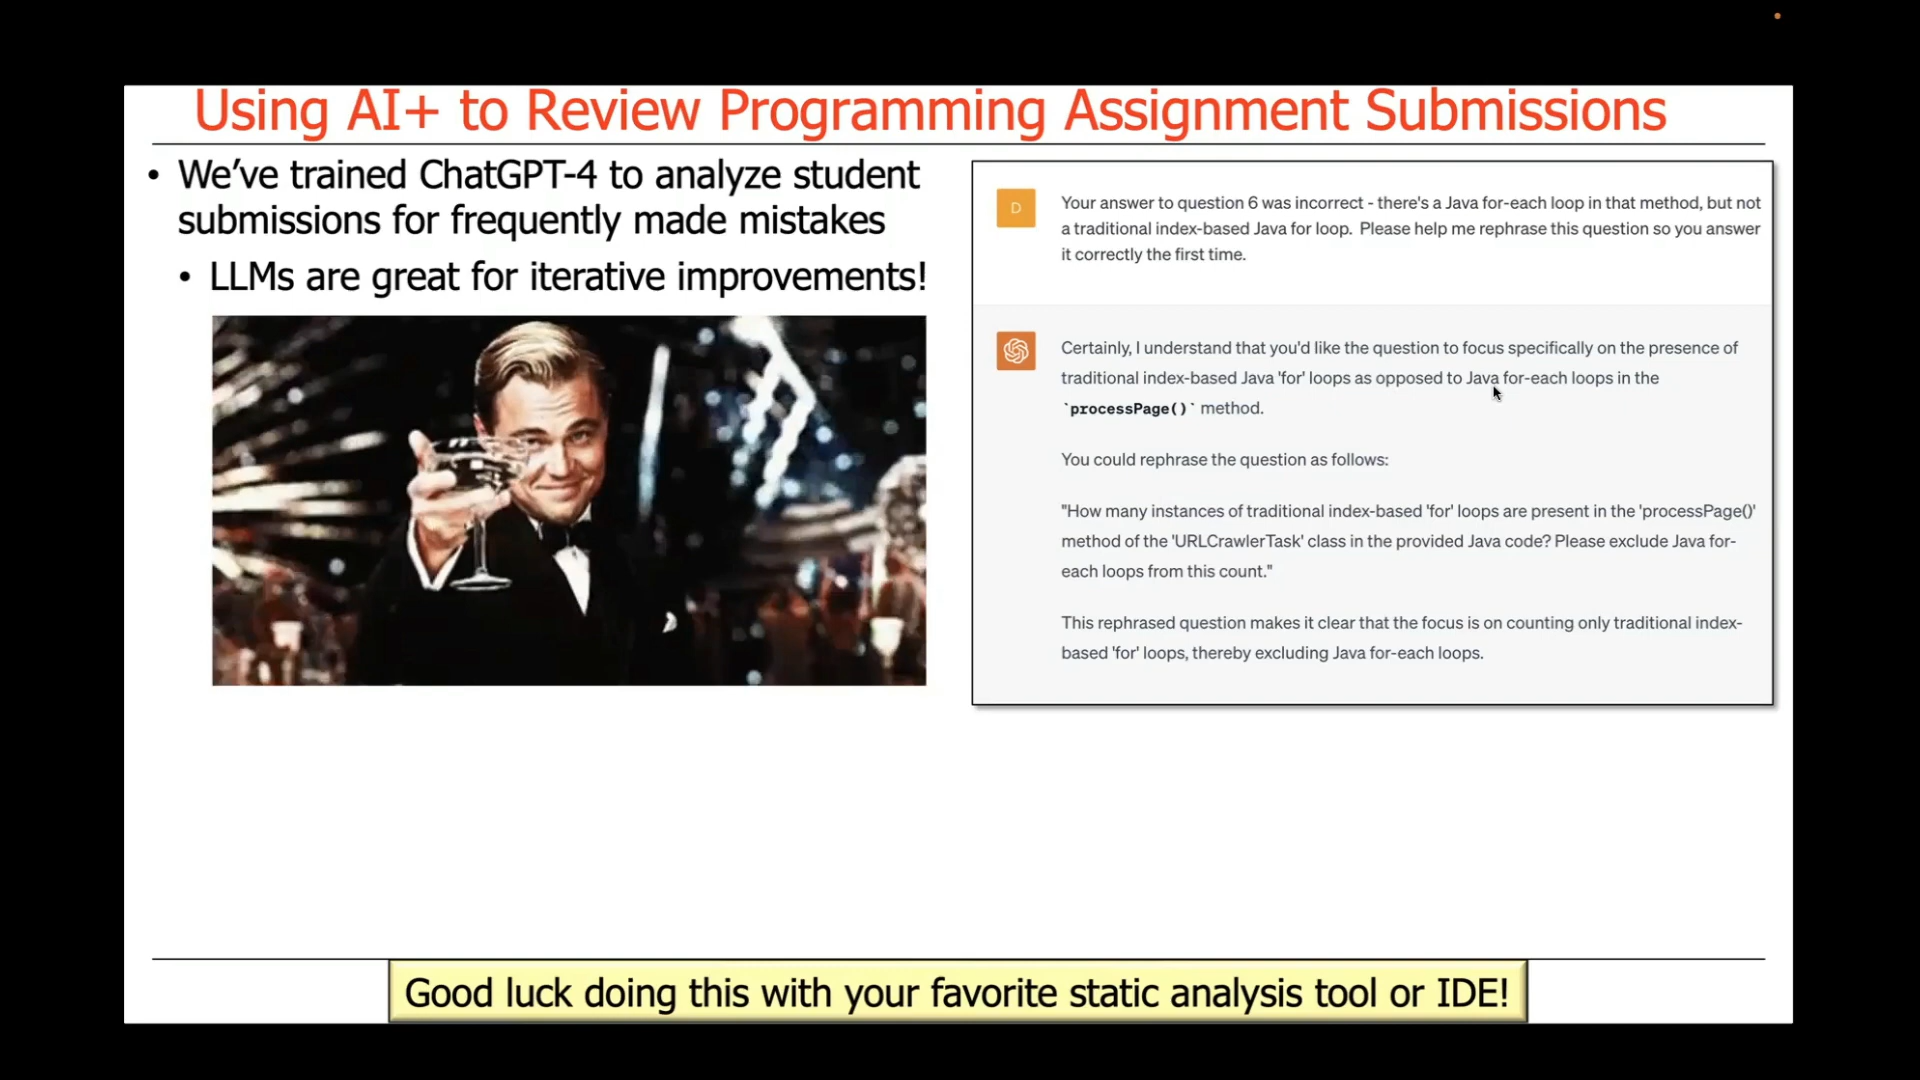 Using AI+ to Review Programming Assignment Submissions
• We’ve trained ChatGPT-4 to analyze student
submissions for frequently made mistakes
• LLMs are great for iterative improvements!
D
Your answer to question 6 was incorrect - there's a Java for-each loop in that method, but not
a traditional index-based Java for loop.  Please help me rephrase this question so you answer
it correctly the first time.
Certainly, I understand that you'd like the question to focus specifically on the presence of
traditional index-based Java 'for' loops as opposed to Java for-each loops in the
`processPage()` method.
You could rephrase the question as follows:
"How many instances of traditional index-based 'for' loops are present in the 'processPage()'
method of the 'URLCrawlerTask' class in the provided Java code? Please exclude Java for-
each loops from this count."
This rephrased question makes it clear that the focus is on counting only traditional index-
based 'for' loops, thereby excluding Java for-each loops.
Good luck doing this with your favorite static analysis tool or IDE!